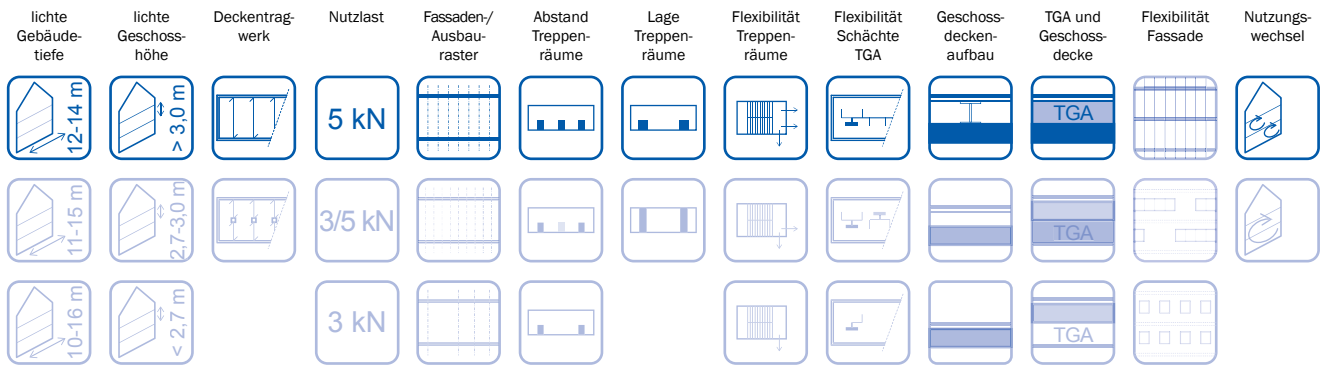 lichte
Gebäude-
tiefe
lichte
Geschoss-
höhe
Deckentrag-
werk
Nutzlast
Fassaden-/
Ausbau-
raster
Abstand
Treppen-
räume
Lage
Treppen-
räume
Flexibilität
Treppen-
räume
Flexibilität
Schächte
TGA
Geschoss-
decken-
aufbau
TGA und
Geschoss-
decke
Flexibilität
Fassade
Nutzungs-
wechsel
12-14 m
> 3,0 m
5 kN
TGA
11-15 m
2,7-3,0 m
3/5 kN
TGA
10-16 m
< 2,7 m
3 kN
TGA